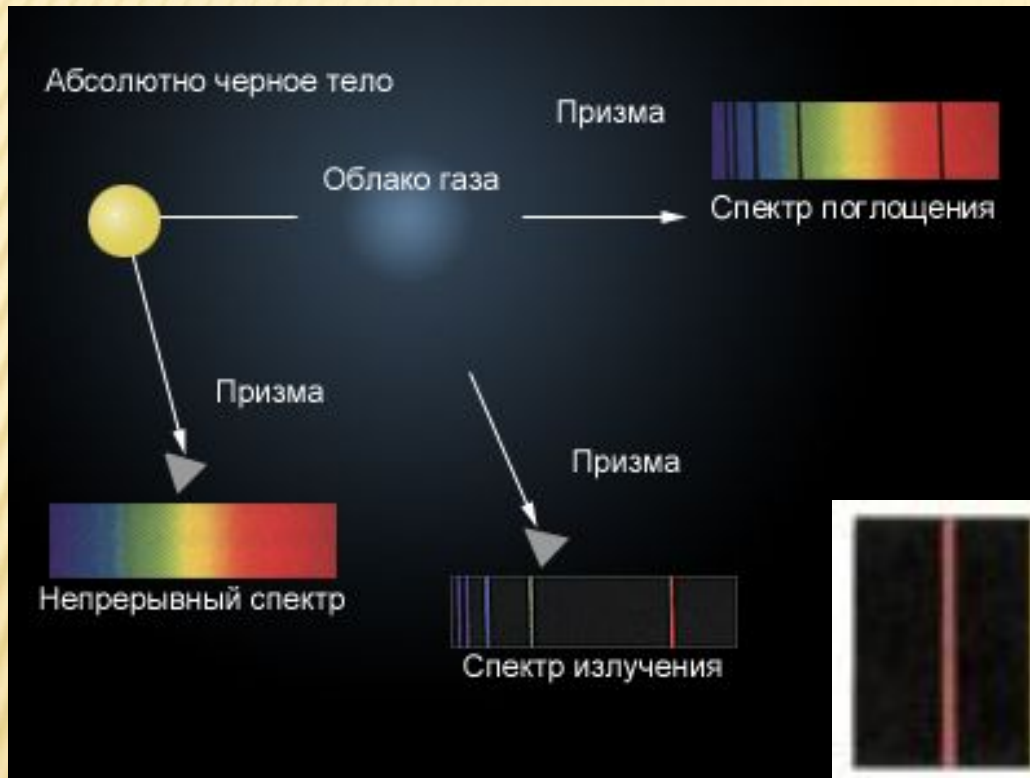 Абсолютно черное тело
Призма
Облако газа
Спектр поглощения
Призма
Призма
Непрерывный спектр
Спектр излучения